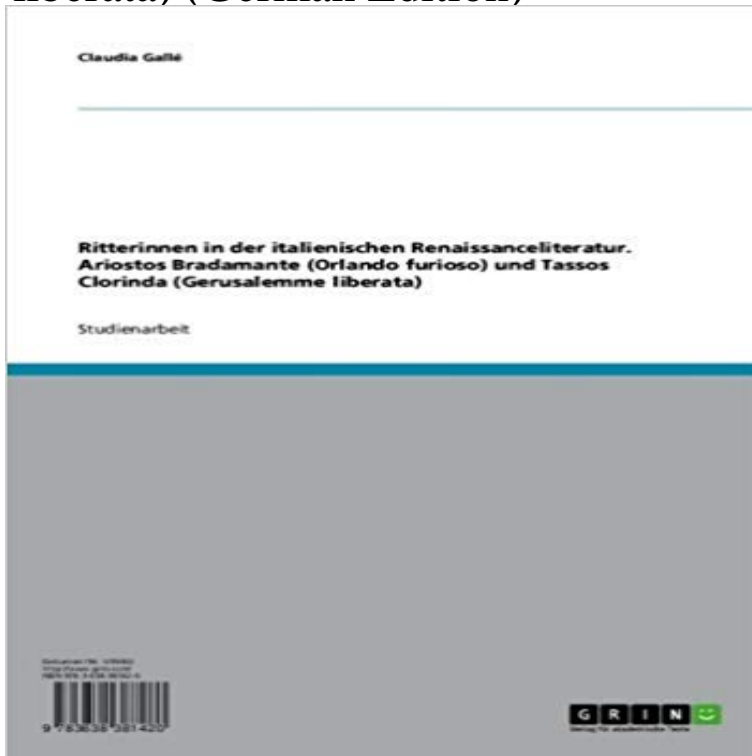 liberata) (German Edition)
Claudia Gallé
Ritterinnen in der italienischen Renaissanceliteratur.
Ariostos Bradamante (Orlando furioso) und Tassos
Clorinda (Gerusalemme liberata)
Studienarbeit
9 783638 381420
GRIN